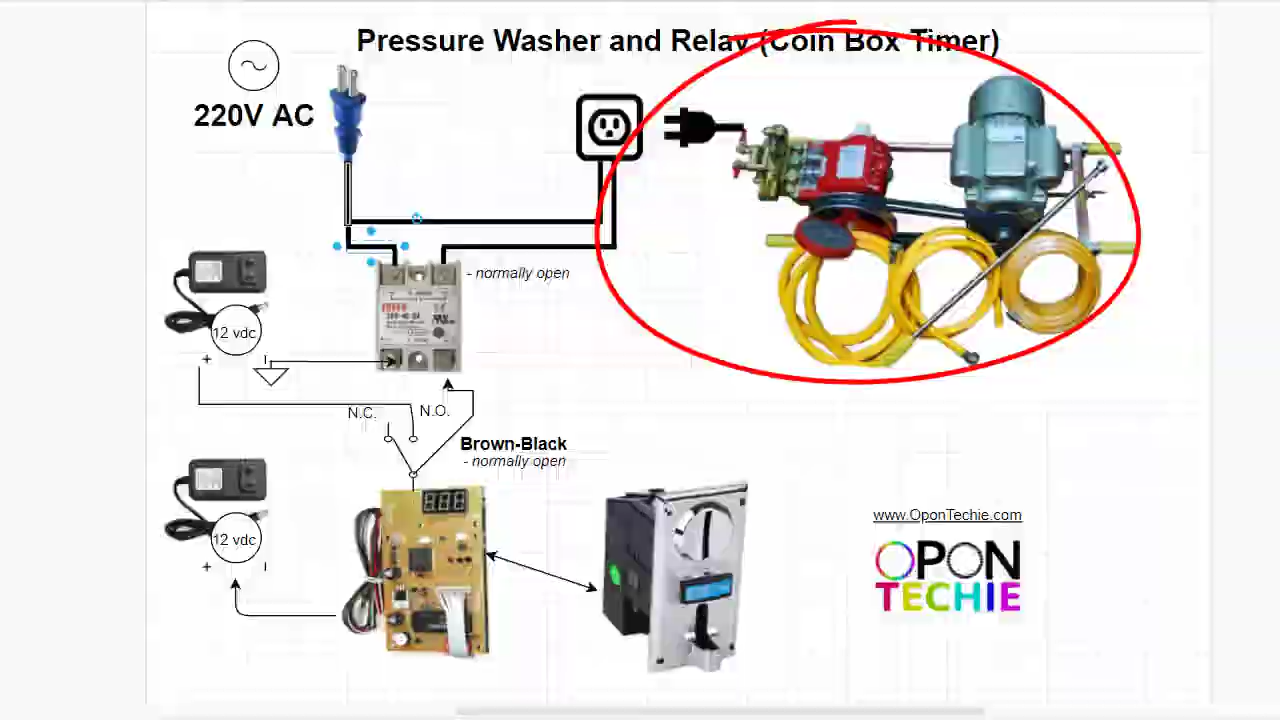 Pressure Washer and Relay (Coin Box Timer)
220V AC
- normally open
12 vdc
+
N.C.
N.O.
Brown-Black
- normally open
12 vdc
+
www.OponTechie.com
OPON
TECHIE